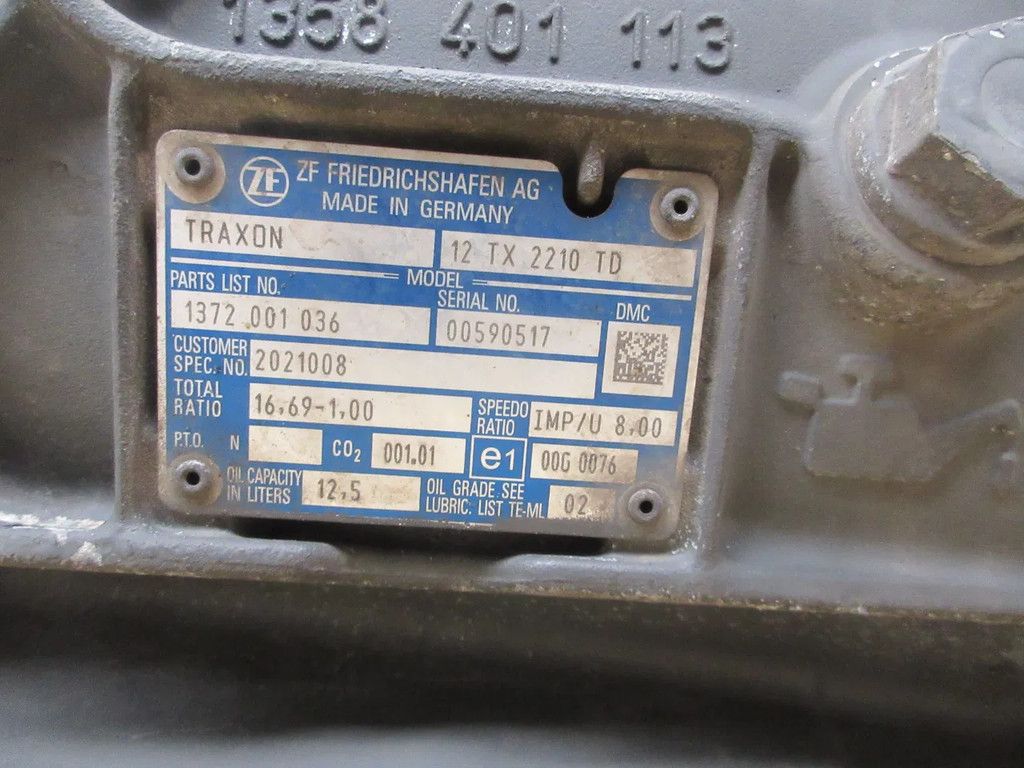 1358 401 113
ZF ZF FRIEDRICHSHAFEN AG
MADE IN GERMANY
TRAXON 12 TX 2210 TD
MODEL
PARTS LIST NO. SERIAL NO. DMC
1372 001 036 00590517
CUSTOMER
SPEC. NO. 2021008
TOTAL
RATIO 16,69-1,00 SPEEDO
RATIO IMP/U 8,00
P.T.O. N CO2 001.01 e1 00G 0076
OIL CAPACITY
IN LITERS 12,5 OIL GRADE SEE
LUBRIC. LIST TE-ML 02